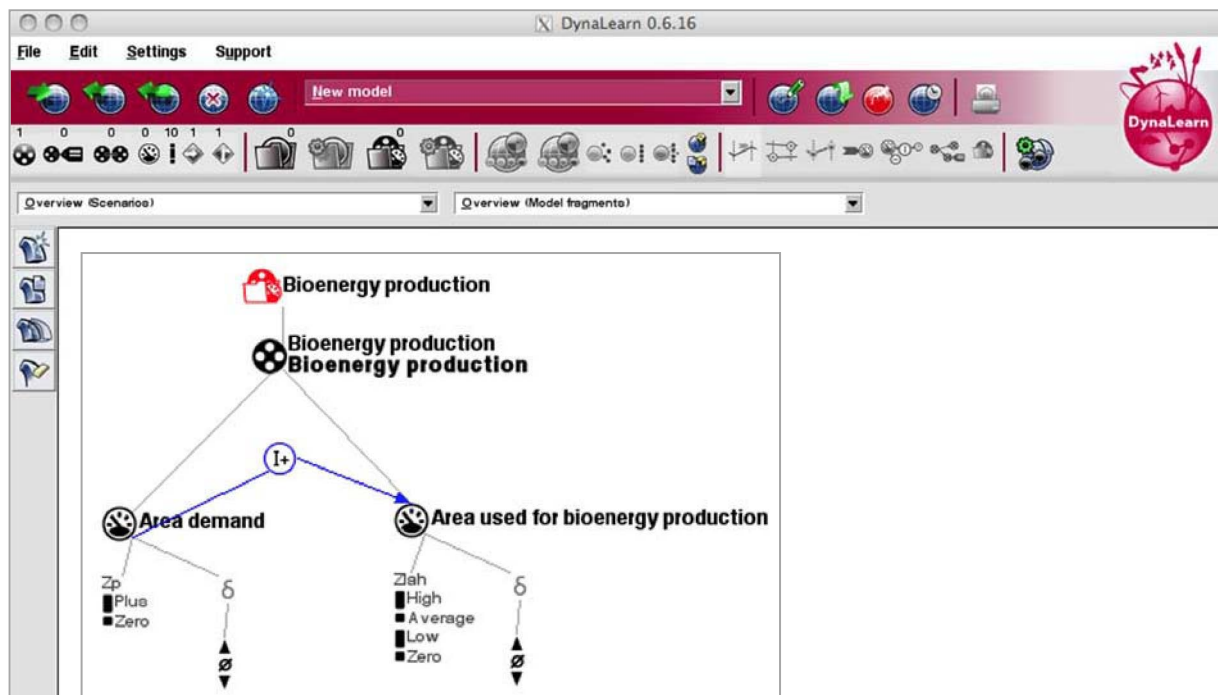 DynaLearn 0.6.16
File Edit Settings Support
New model
DynaLearn
1 0 0 0 10 1 1 0 0
Overview (Scenarios) Overview (Model fragments)
Bioenergy production
Bioenergy production
Bioenergy production
I+
Area demand Area used for bioenergy production
Zp δ Zlah δ
Plus High
Zero Average
Low
Zero
ø ø